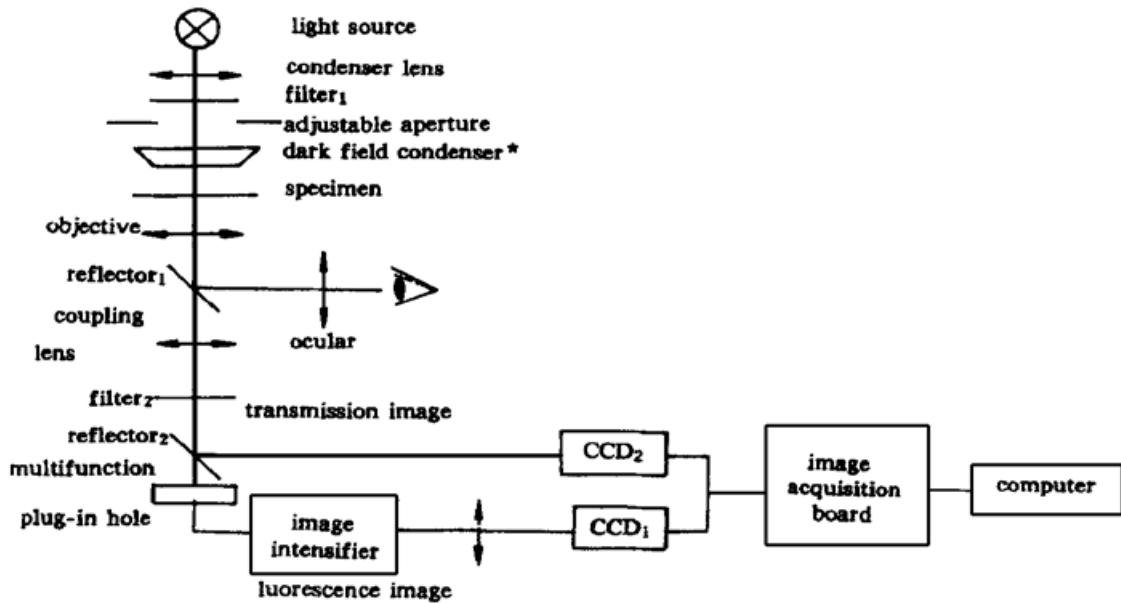 light source
condenser lens
filter₁
adjustable aperture
dark field condenser*
specimen
objective
reflector₁
coupling
lens
ocular
filter₂
transmission image
reflector₂
multifunction
plug-in hole
CCD₂
image
acquisition
board
computer
image
intensifier
CCD₁
luorescence image